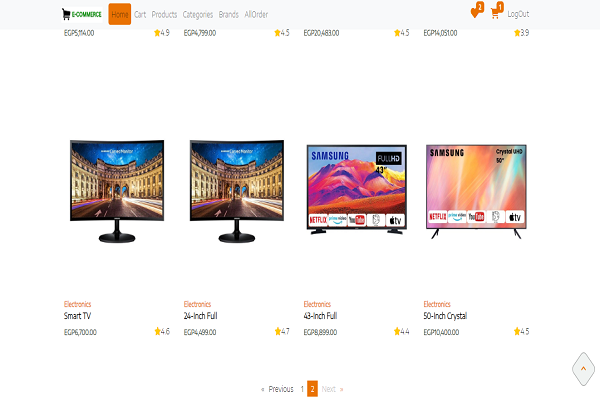 E-COMMERCE Home Cart Products Categories Brands AllOrder 2 1 LogOut
EGP5,114.00 4.9 EGP4,799.00 4.5 EGP20,483.00 4.5 EGP14,051.00 3.9
SAMSUNG FULL HD 43"
SAMSUNG Crystal UHD 50"
NETFLIX prime video YouTube tv
NETFLIX prime video YouTube tv
Electronics Electronics Electronics Electronics
Smart TV 24-Inch Full 43-Inch Full 50-Inch Crystal
EGP6,700.00 4.6 EGP4,499.00 4.7 EGP8,899.00 4.4 EGP10,400.00 4.5
« Previous 1 2 Next »